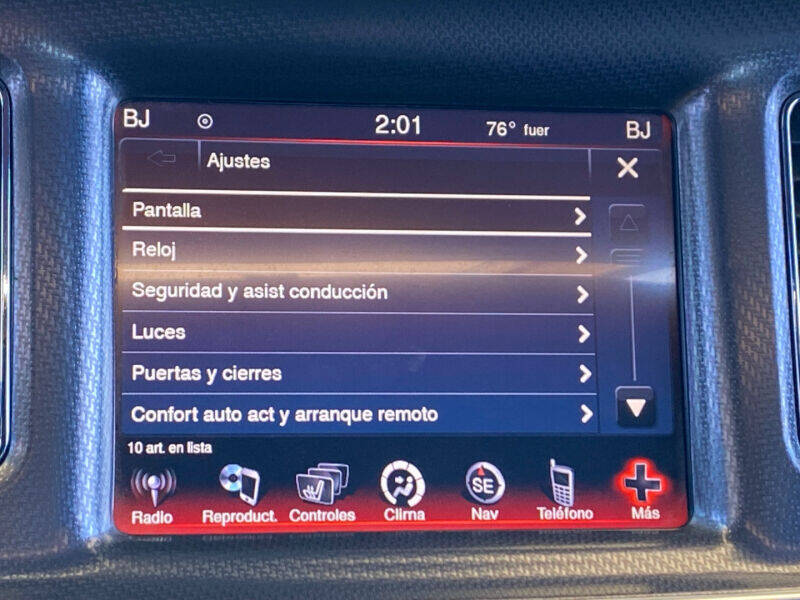 BJ 2:01 76° fuer BJ
Ajustes
Pantalla
Reloj
Seguridad y asist conducción
Luces
Puertas y cierres
Confort auto act y arranque remoto
10 art. en lista
SE
Radio Reproduct. Controles Clima Nav Teléfono Más